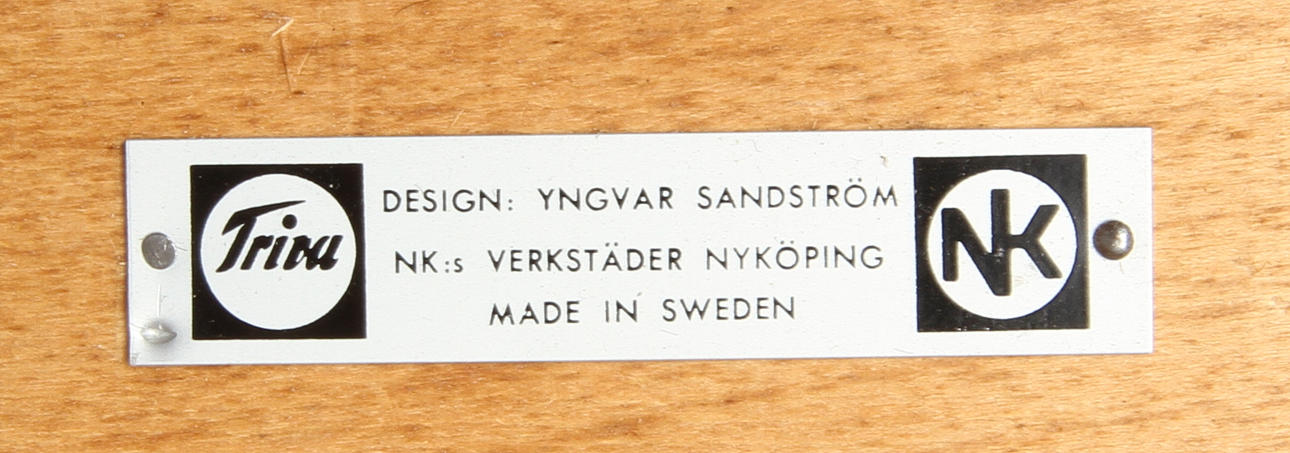 Triva
DESIGN: YNGVAR SANDSTRÖM
NK:s VERKSTÄDER NYKÖPING
MADE IN SWEDEN
NK